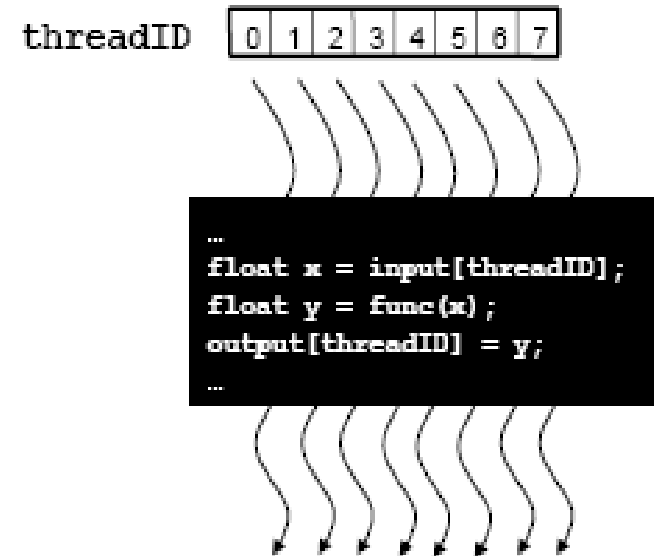 threadID 0 1 2 3 4 5 6 7
…
float x = input[threadID];
float y = func(x);
output[threadID] = y;
…